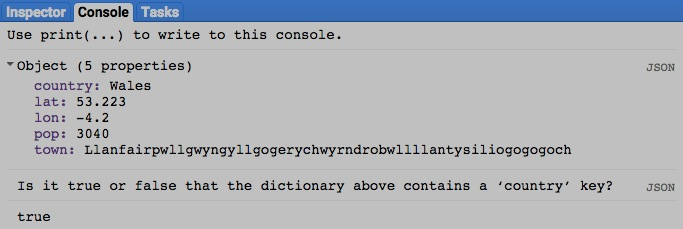 Inspector Console Tasks
Use print(...) to write to this console.
Object (5 properties) JSON
country: Wales
lat: 53.223
lon: -4.2
pop: 3040
town: Llanfairpwllgwyngyllgogerychwyrndrobwllllantysiliogogogoch
Is it true or false that the dictionary above contains a ‘country’ key? JSON
true